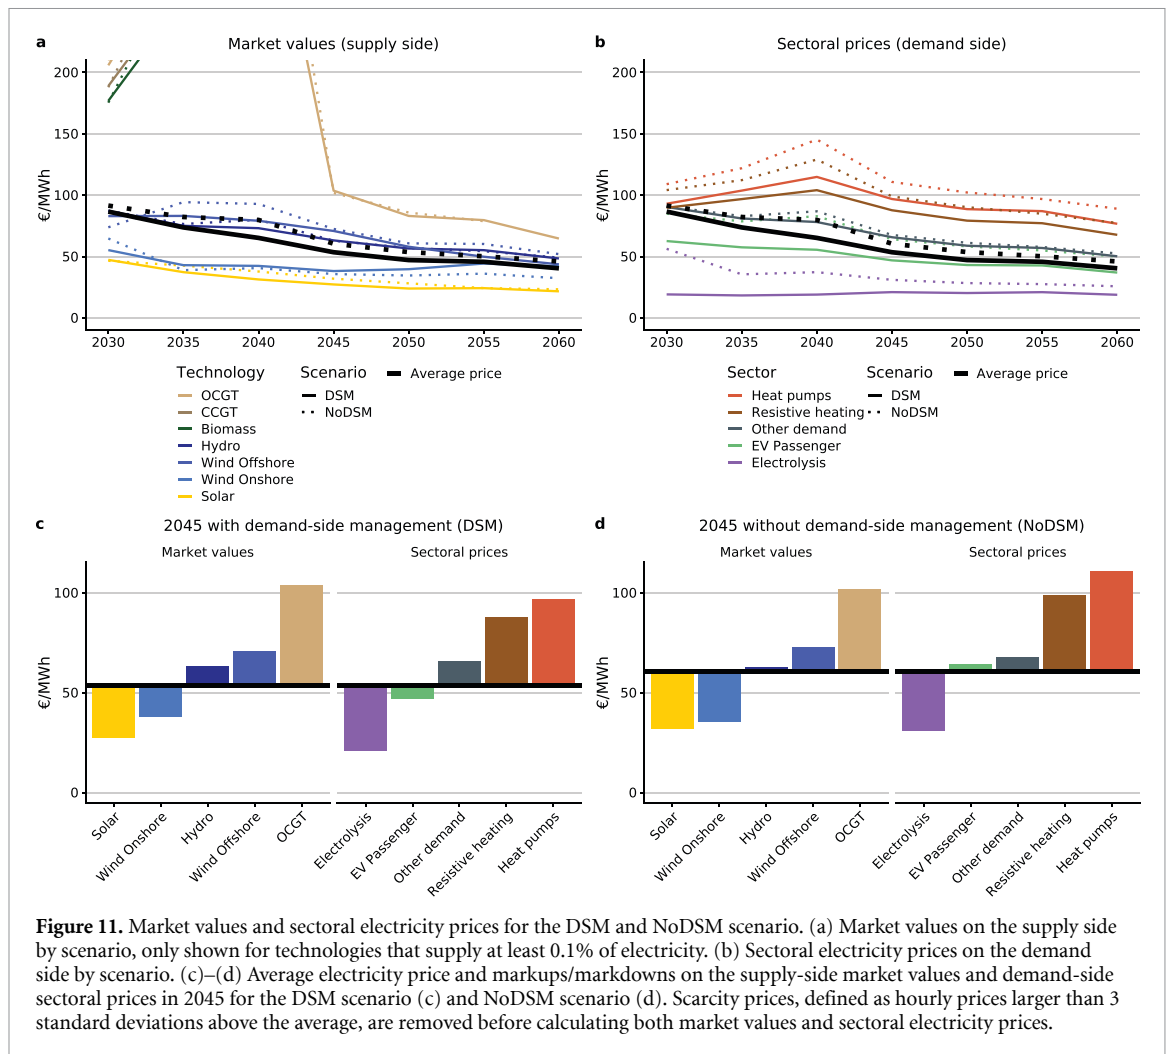 a
Market values (supply side)
200
150
100
50
0
€/MWh
2030 2035 2040 2045 2050 2055 2060
Technology
OCGT
CCGT
Biomass
Hydro
Wind Offshore
Wind Onshore
Solar
Scenario
DSM
NoDSM
Average price
b
Sectoral prices (demand side)
200
150
100
50
0
€/MWh
2030 2035 2040 2045 2050 2055 2060
Sector
Heat pumps
Resistive heating
Other demand
EV Passenger
Electrolysis
Scenario
DSM
NoDSM
Average price
c
2045 with demand-side management (DSM)
Market values
Sectoral prices
100
50
0
€/MWh
Solar
Wind Onshore
Hydro
Wind Offshore
OCGT
Electrolysis
EV Passenger
Other demand
Resistive heating
Heat pumps
d
2045 without demand-side management (NoDSM)
Market values
Sectoral prices
100
50
0
€/MWh
Solar
Wind Onshore
Hydro
Wind Offshore
OCGT
Electrolysis
EV Passenger
Other demand
Resistive heating
Heat pumps
Figure 11. Market values and sectoral electricity prices for the DSM and NoDSM scenario. (a) Market values on the supply side
by scenario, only shown for technologies that supply at least 0.1% of electricity. (b) Sectoral electricity prices on the demand
side by scenario. (c)–(d) Average electricity price and markups/markdowns on the supply-side market values and demand-side
sectoral prices in 2045 for the DSM scenario (c) and NoDSM scenario (d). Scarcity prices, defined as hourly prices larger than 3
standard deviations above the average, are removed before calculating both market values and sectoral electricity prices.